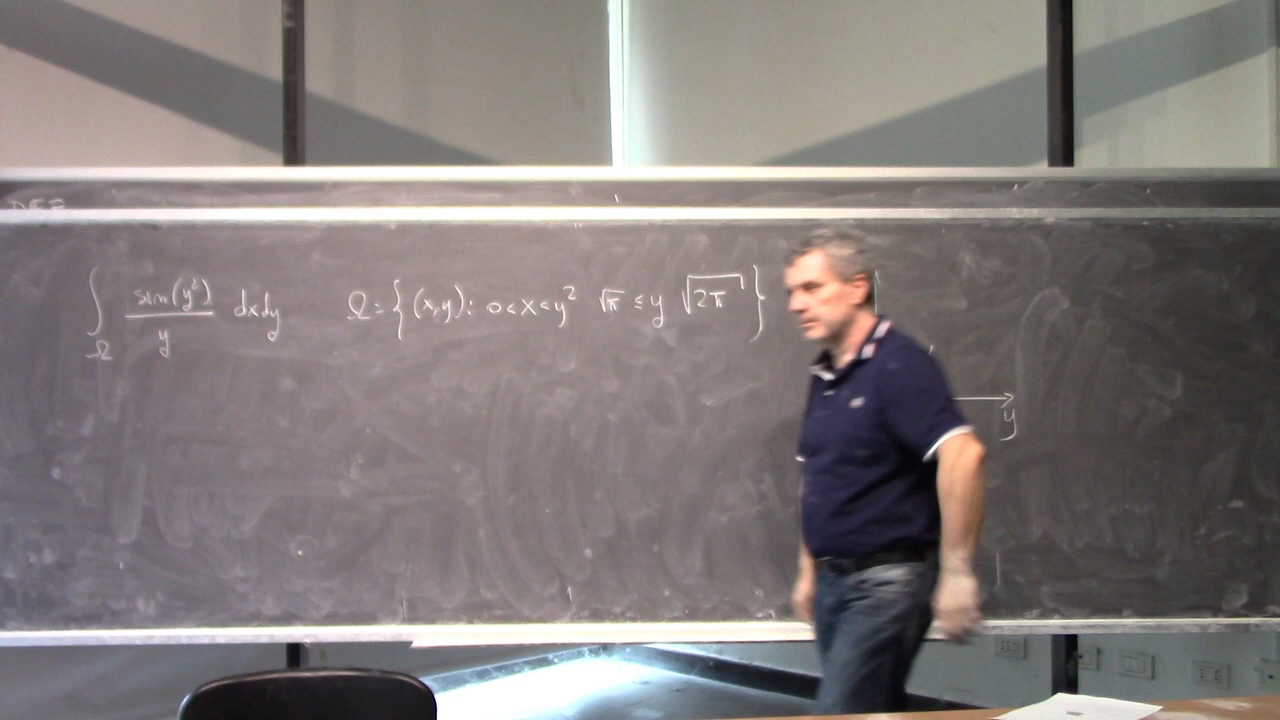 ∫_Ω sin(y²)/y dxdy Ω = {(x,y): 0<x<y² √π ≤ y √2π}
y